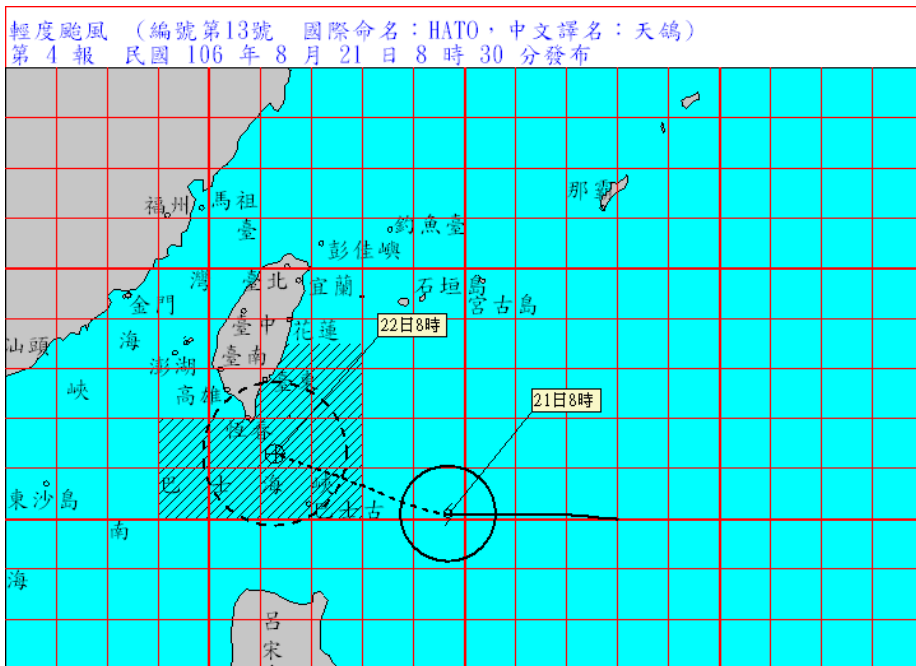 輕度颱風 （編號第13號 國際命名：HATO，中文譯名：天鴿）
第 4 報 民國 106 年 8 月 21 日 8 時 30 分發布
那霸
福州
馬祖
臺
釣魚臺
彭佳嶼
灣
臺北
宜蘭
石垣島
宮古島
金門
22日8時
臺中
花蓮
海
汕頭
臺南
澎湖
臺東
峽
高雄
21日8時
恆春
巴 士 海 峽
東沙島
巴士古
南
海
呂
宋